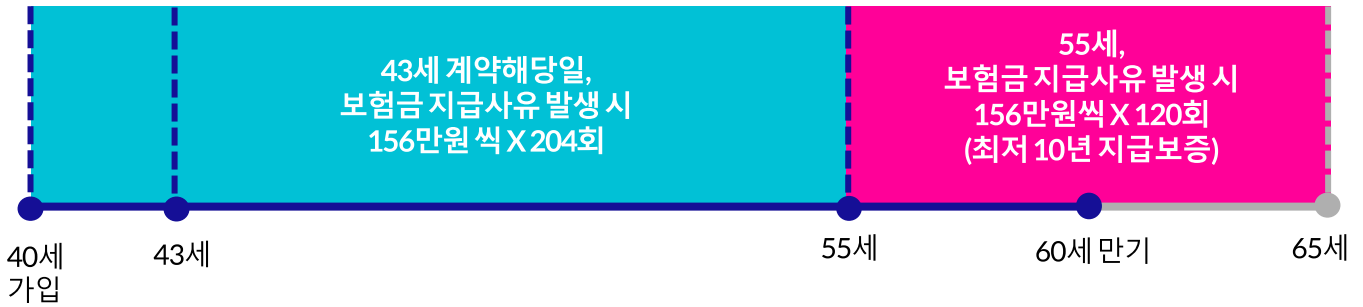 43세 계약해당일,
보험금 지급사유 발생 시
156만원 씩 X 204회
55세,
보험금 지급사유 발생 시
156만원씩 X 120회
(최저 10년 지급보증)
40세
가입
43세
55세
60세 만기
65세